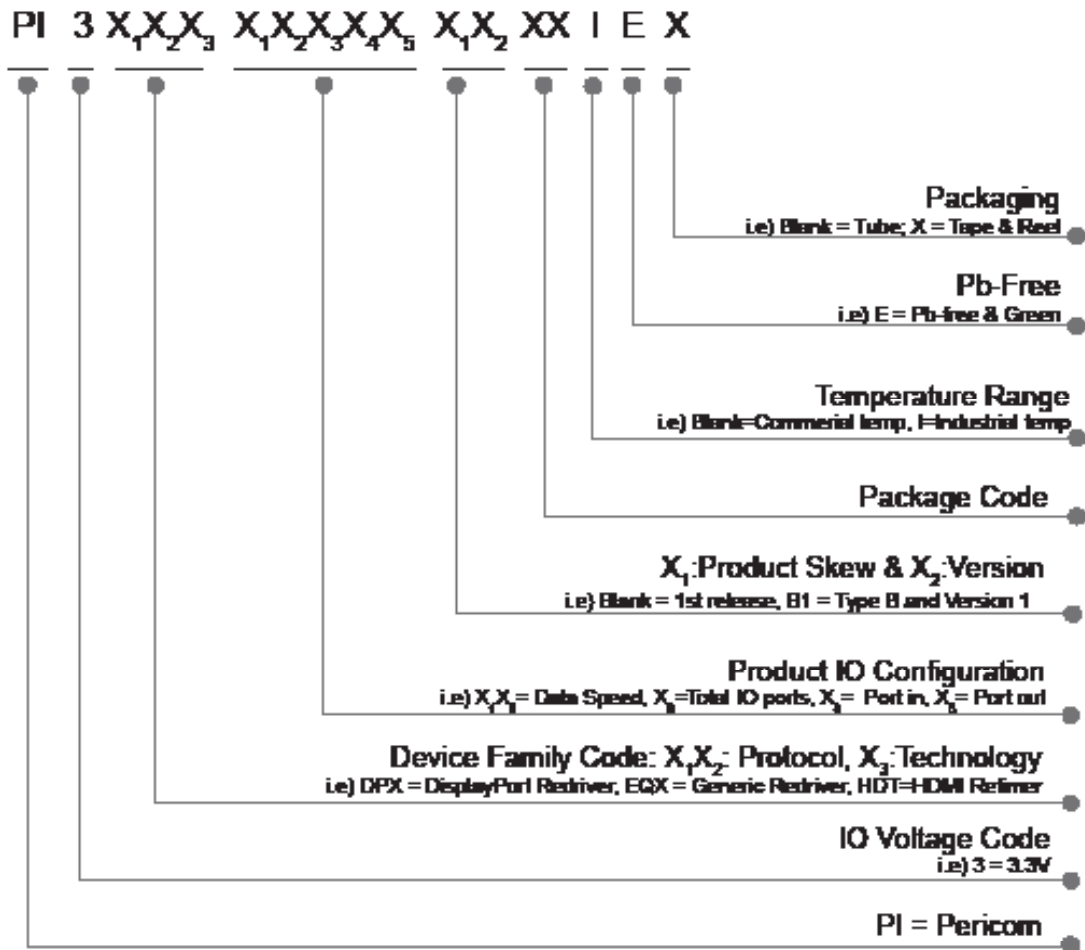 PI 3 X₁X₂X₃ X₁X₂X₃X₄X₅ X₁X₂ XX I E X
Packaging
i.e) Blank = Tube; X = Tape & Reel
Pb-Free
i.e) E = Pb-free & Green
Temperature Range
i.e) Blank=Commerial temp, I=Industrial temp
Package Code
X₁:Product Skew & X₂:Version
i.e) Blank = 1st release, B1 = Type B and Version 1
Product IO Configuration
i.e) X₁X₂= Data Speed, X₃=Total IO ports, X₄= Port in, X₅= Port out
Device Family Code: X₁X₂: Protocol, X₃:Technology
i.e) DPX = DisplayPort Redriver, EQX = Generic Redriver, HDT=HDMI Retimer
IO Voltage Code
i.e) 3 = 3.3V
PI = Pericom